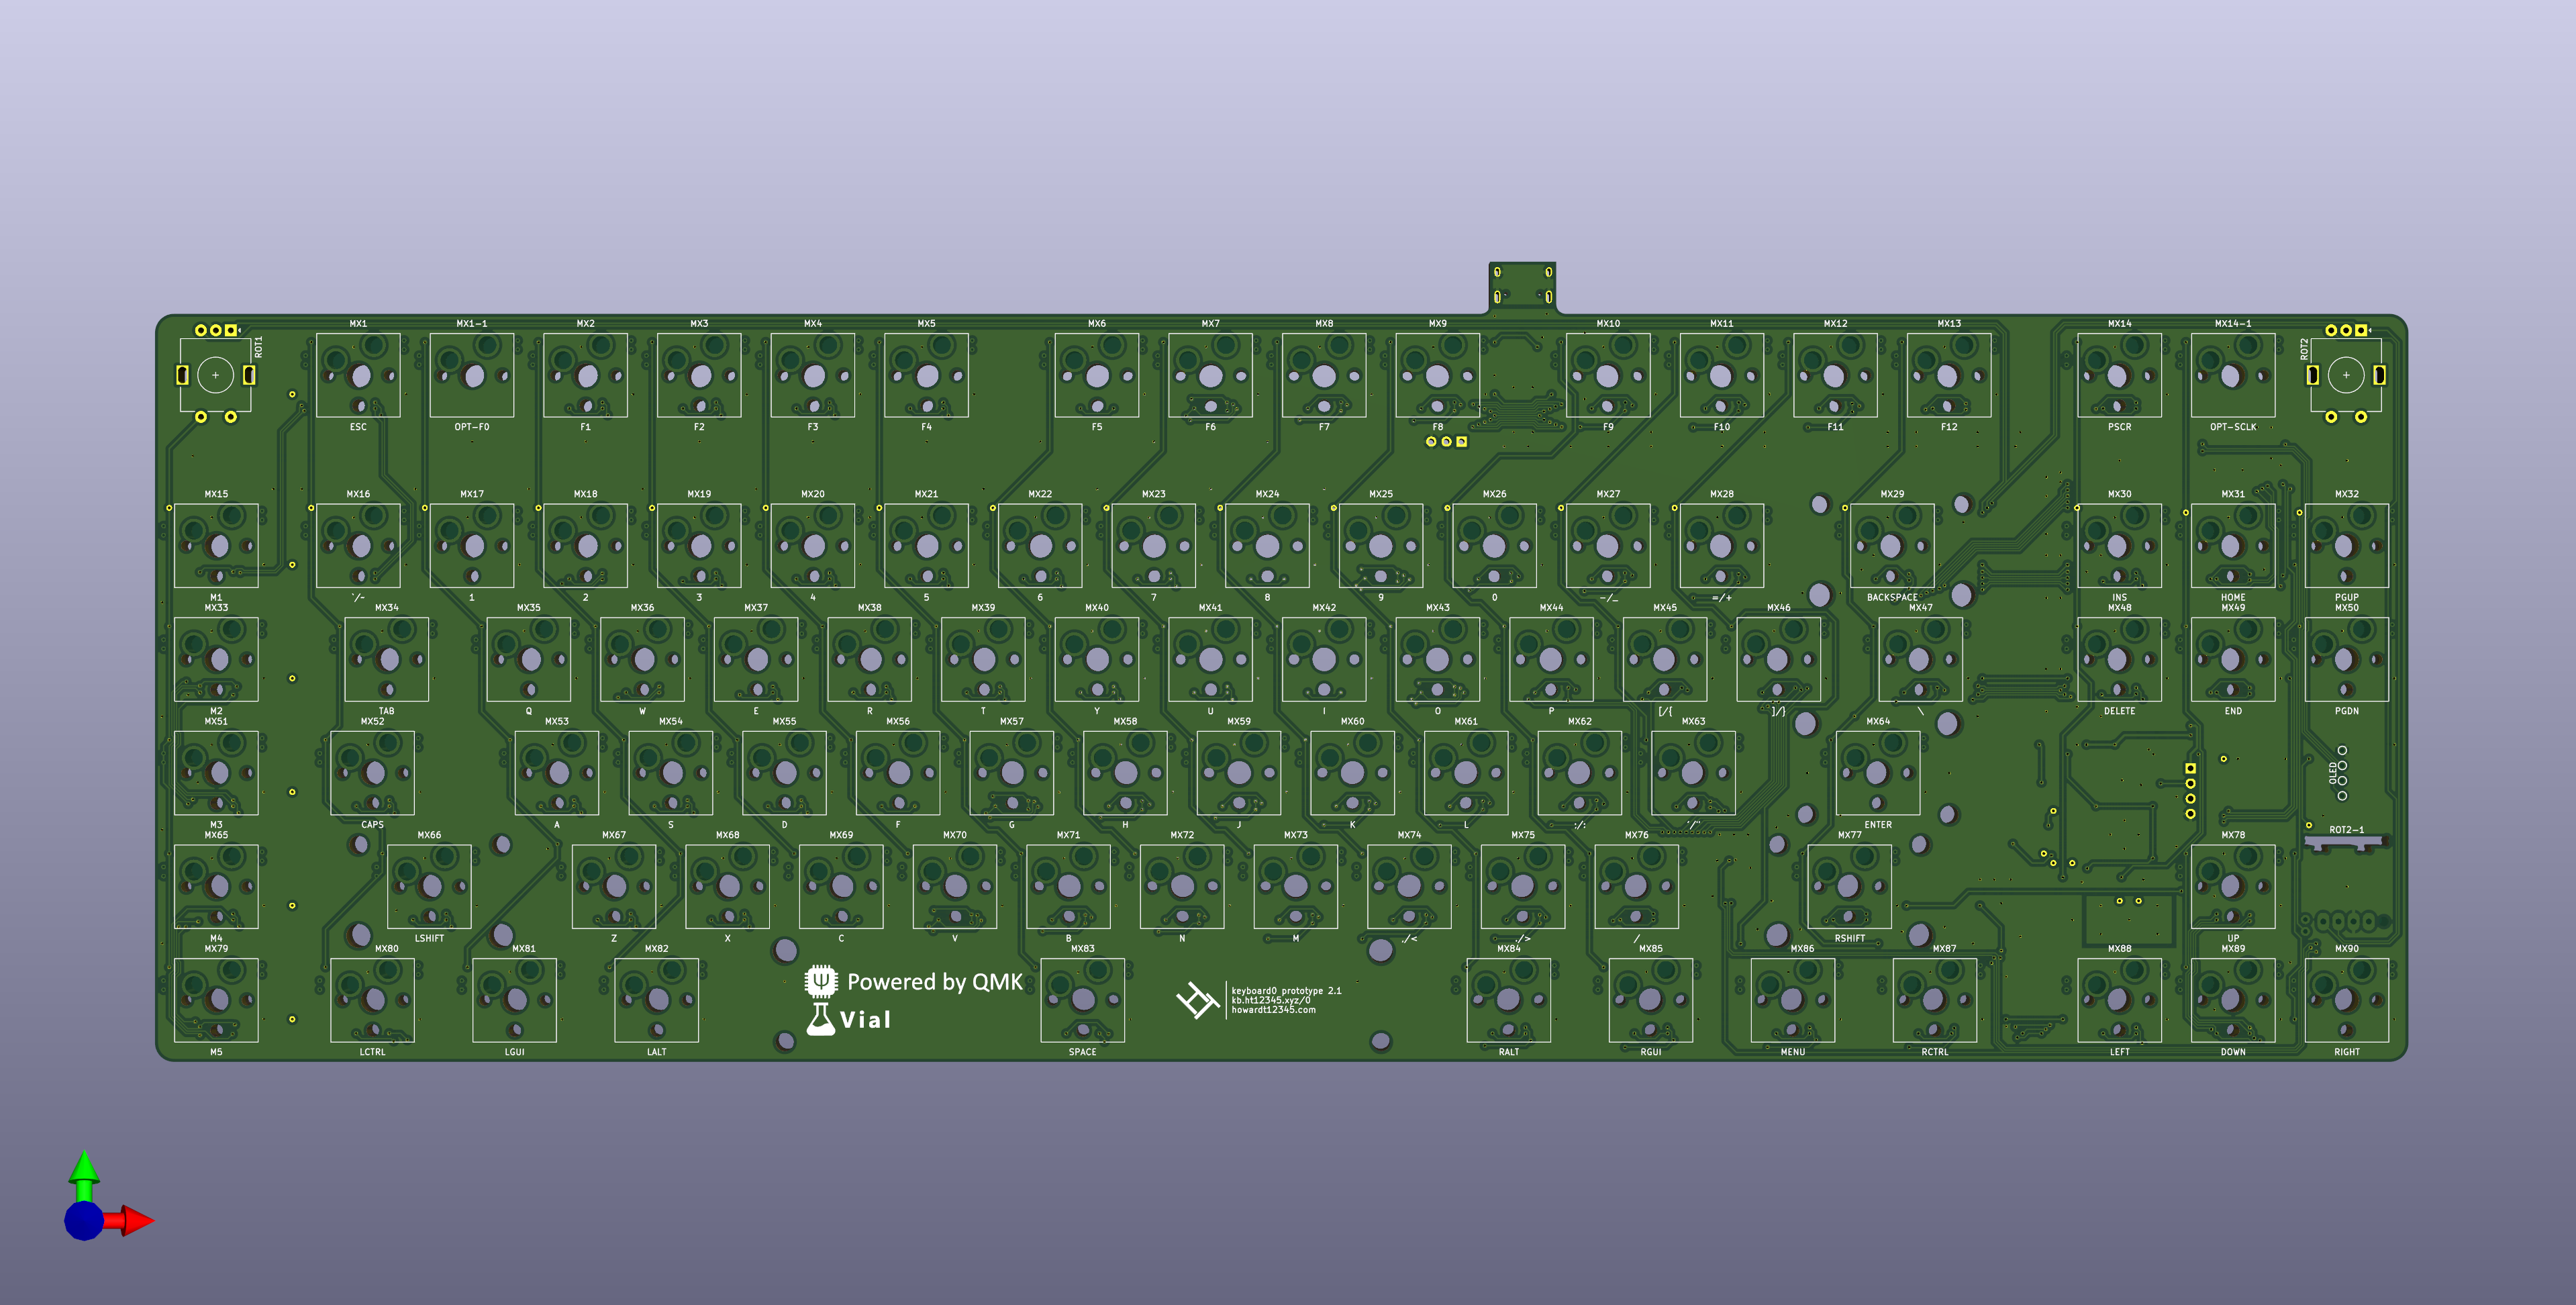 MX1 MX1-1 MX2 MX3 MX4 MX5 MX6 MX7 MX8 MX9 MX10 MX11 MX12 MX13 MX14 MX14-1
ROT1 ROT2
ESC OPT-F0 F1 F2 F3 F4 F5 F6 F7 F8 F9 F10 F11 F12 PSCR OPT-SCLK
MX15 MX16 MX17 MX18 MX19 MX20 MX21 MX22 MX23 MX24 MX25 MX26 MX27 MX28 MX29 MX30 MX31 MX32
M1 `/~ 1 2 3 4 5 6 7 8 9 0 -/_ =/+ BACKSPACE INS HOME PGUP
MX33 MX34 MX35 MX36 MX37 MX38 MX39 MX40 MX41 MX42 MX43 MX44 MX45 MX46 MX47 MX48 MX49 MX50
M2 TAB Q W E R T Y U I O P [/{ ]/} \ DELETE END PGDN
MX51 MX52 MX53 MX54 MX55 MX56 MX57 MX58 MX59 MX60 MX61 MX62 MX63 MX64
OLED
M3 CAPS A S D F G H J K L ;/: '/" ENTER
ROT2-1
MX65 MX66 MX67 MX68 MX69 MX70 MX71 MX72 MX73 MX74 MX75 MX76 MX77 MX78
M4 LSHIFT Z X C V B N M ,/< ./> / RSHIFT UP
MX79 MX80 MX81 MX82 MX83 MX84 MX85 MX86 MX87 MX88 MX89 MX90
Powered by QMK
Vial
keyboard0 prototype 2.1
kb.ht12345.xyz/0
howardt12345.com
M5 LCTRL LGUI LALT SPACE RALT RGUI MENU RCTRL LEFT DOWN RIGHT